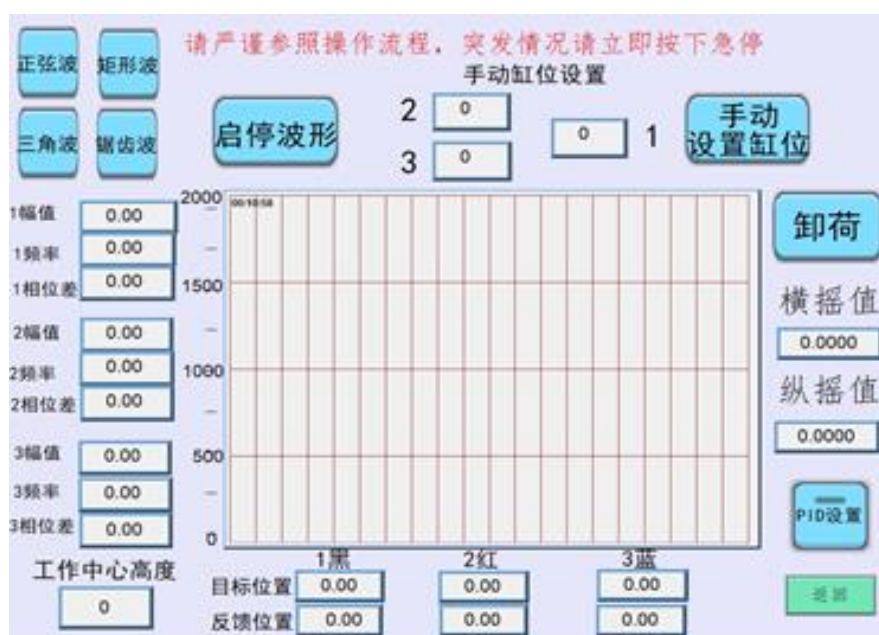 请严谨参照操作流程，突发情况请立即按下急停
正弦波
矩形波
三角波
锯齿波
手动缸位设置
启停波形
2
0
3
0
0
1
手动
设置缸位
1幅值
0.00
1频率
0.00
1相位差
0.00
2幅值
0.00
2频率
0.00
2相位差
0.00
3幅值
0.00
3频率
0.00
3相位差
0.00
工作中心高度
0
2000
1500
1000
500
0
00:10:58
卸荷
横摇值
0.0000
纵摇值
0.0000
PID设置
返回
1黑 2红 3蓝
目标位置 0.00 0.00 0.00
反馈位置 0.00 0.00 0.00